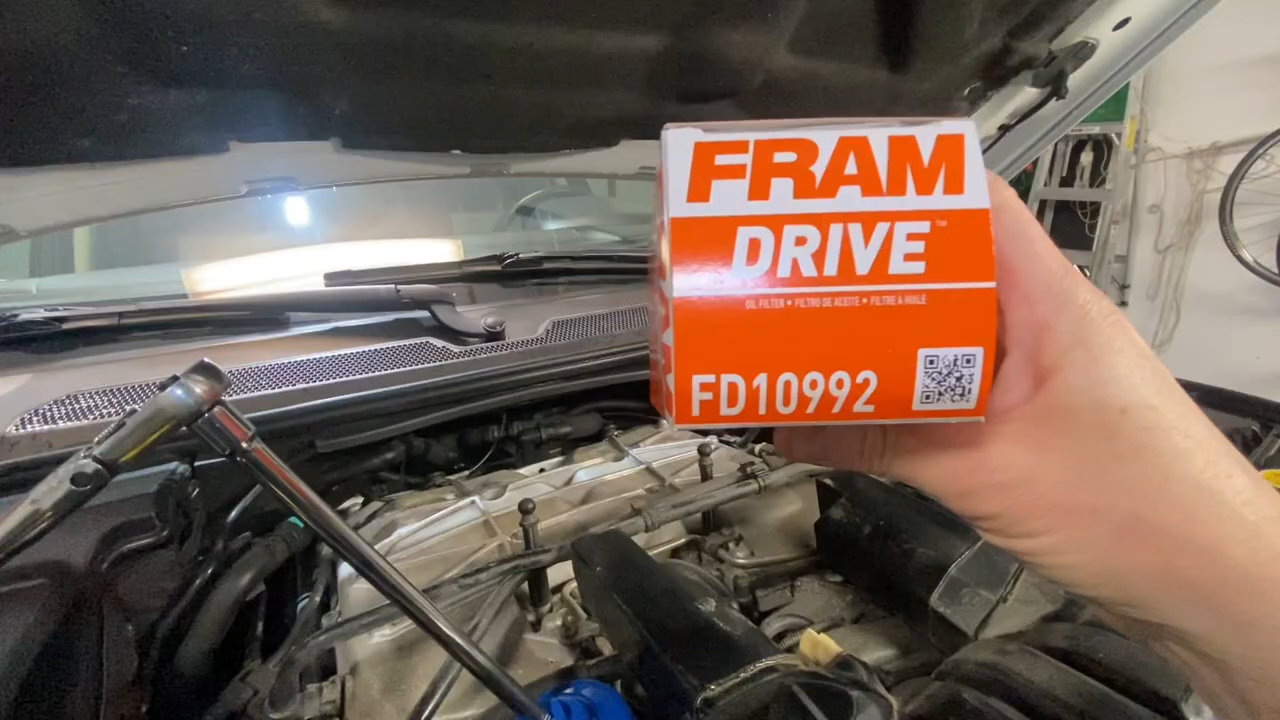 FRAM
DRIVE™
OIL FILTER • FILTRO DE ACEITE • FILTRE À HUILE
FD10992